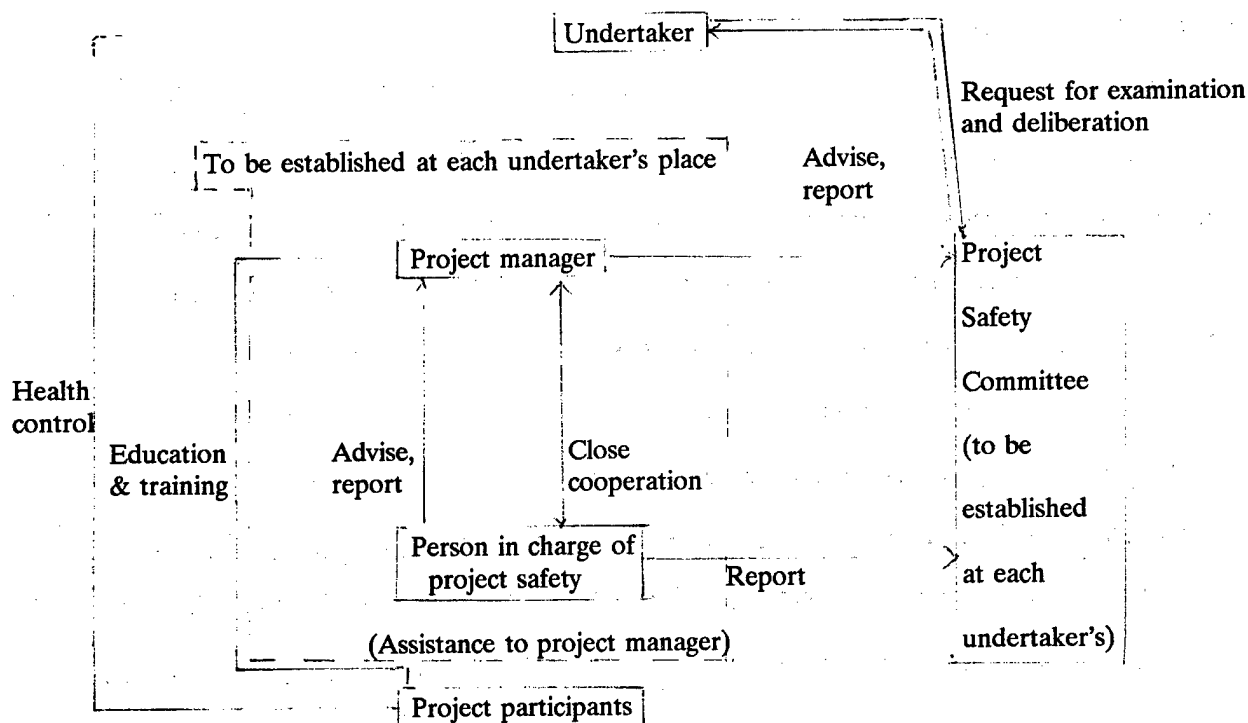 Undertaker
Request for examination
and deliberation
To be established at each undertaker's place
Advise,
report
Project manager
Project
Safety
Committee
(to be
established
at each
undertaker's)
Health
control
Education
& training
Advise,
report
Close
cooperation
Person in charge of
project safety
Report
(Assistance to project manager)
Project participants